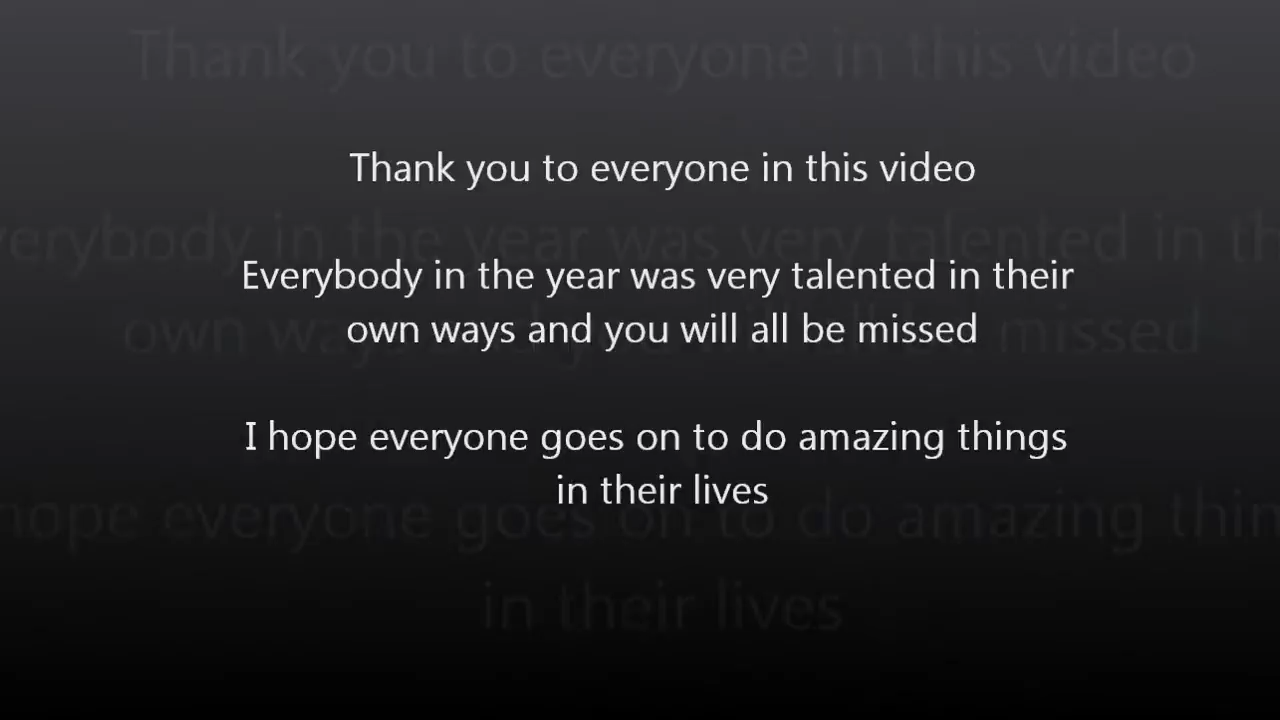 Thank you to everyone in this video
Everybody in the year was very talented in their
own ways and you will all be missed
I hope everyone goes on to do amazing things
in their lives